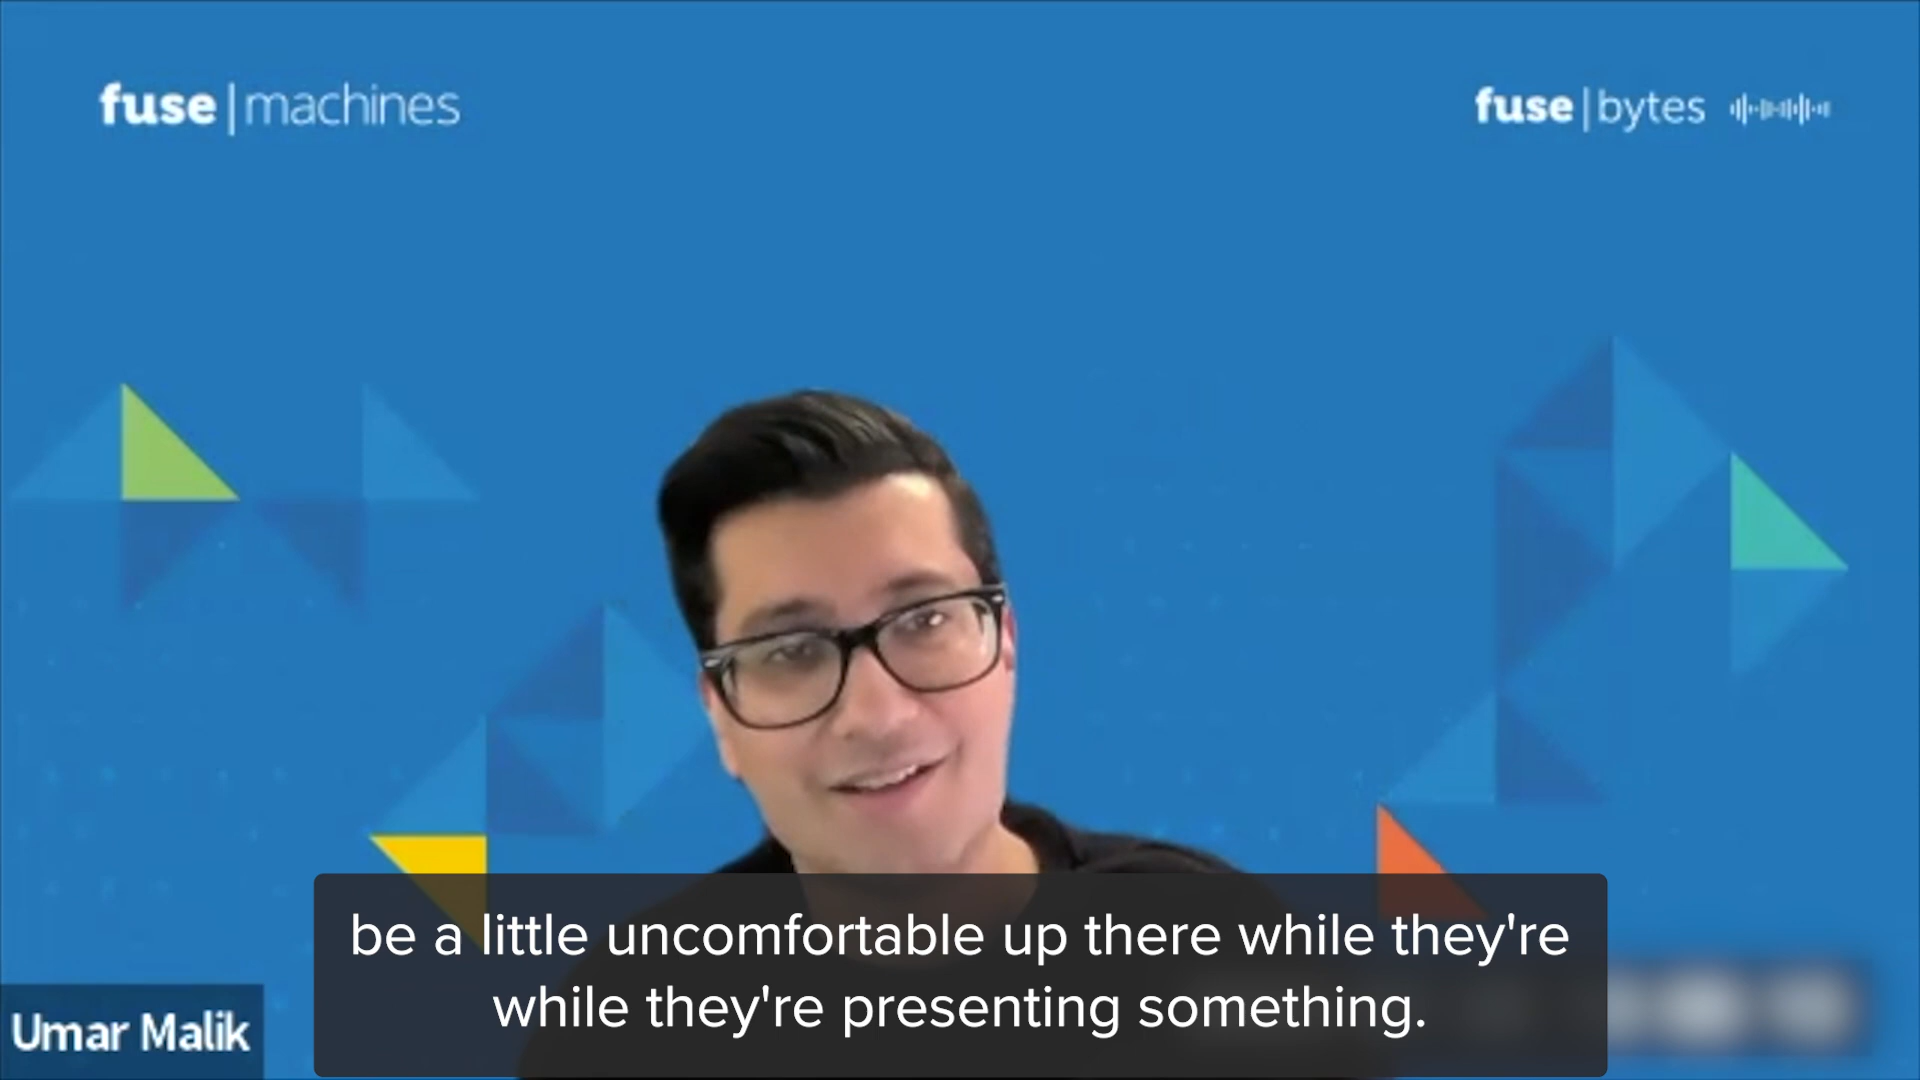 fuse|machines
fuse|bytes
be a little uncomfortable up there while they're
while they're presenting something.
Umar Malik